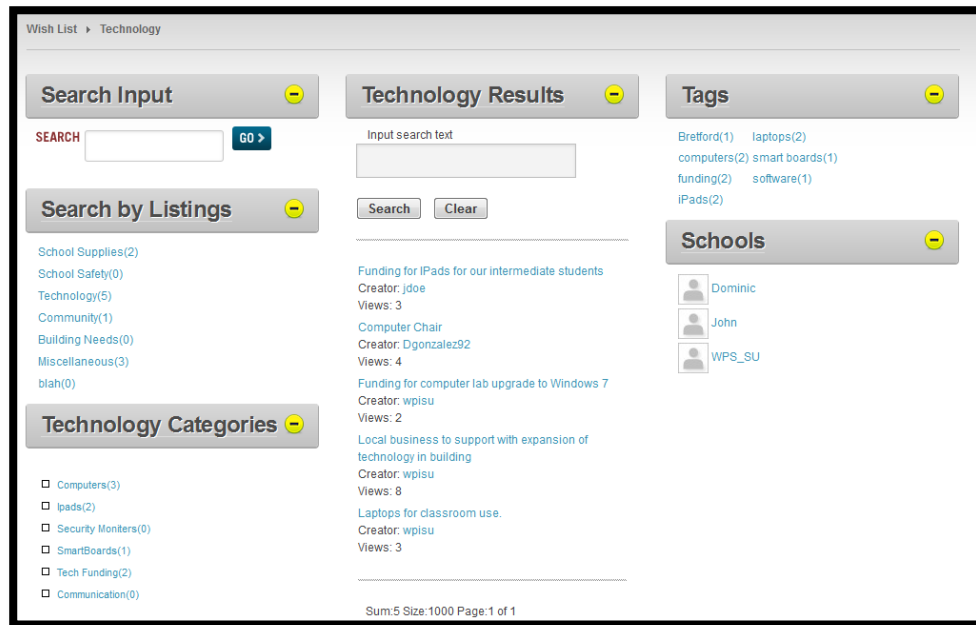 Wish List Technology
Search Input
SEARCH GO >
Search by Listings
School Supplies(2)
School Safety(0)
Technology(5)
Community(1)
Building Needs(0)
Miscellaneous(3)
blah(0)
Technology Categories
Computers(3)
Ipads(2)
Security Moniters(0)
SmartBoards(1)
Tech Funding(2)
Communication(0)
Technology Results
Input search text
Search Clear
Funding for IPads for our intermediate students
Creator: jdoe
Views: 3
Computer Chair
Creator: Dgonzalez92
Views: 4
Funding for computer lab upgrade to Windows 7
Creator: wpisu
Views: 2
Local business to support with expansion of
technology in building
Creator: wpisu
Views: 8
Laptops for classroom use.
Creator: wpisu
Views: 3
Sum:5 Size:1000 Page:1 of 1
Tags
Bretford(1) laptops(2)
computers(2) smart boards(1)
funding(2) software(1)
iPads(2)
Schools
Dominic
John
WPS_SU